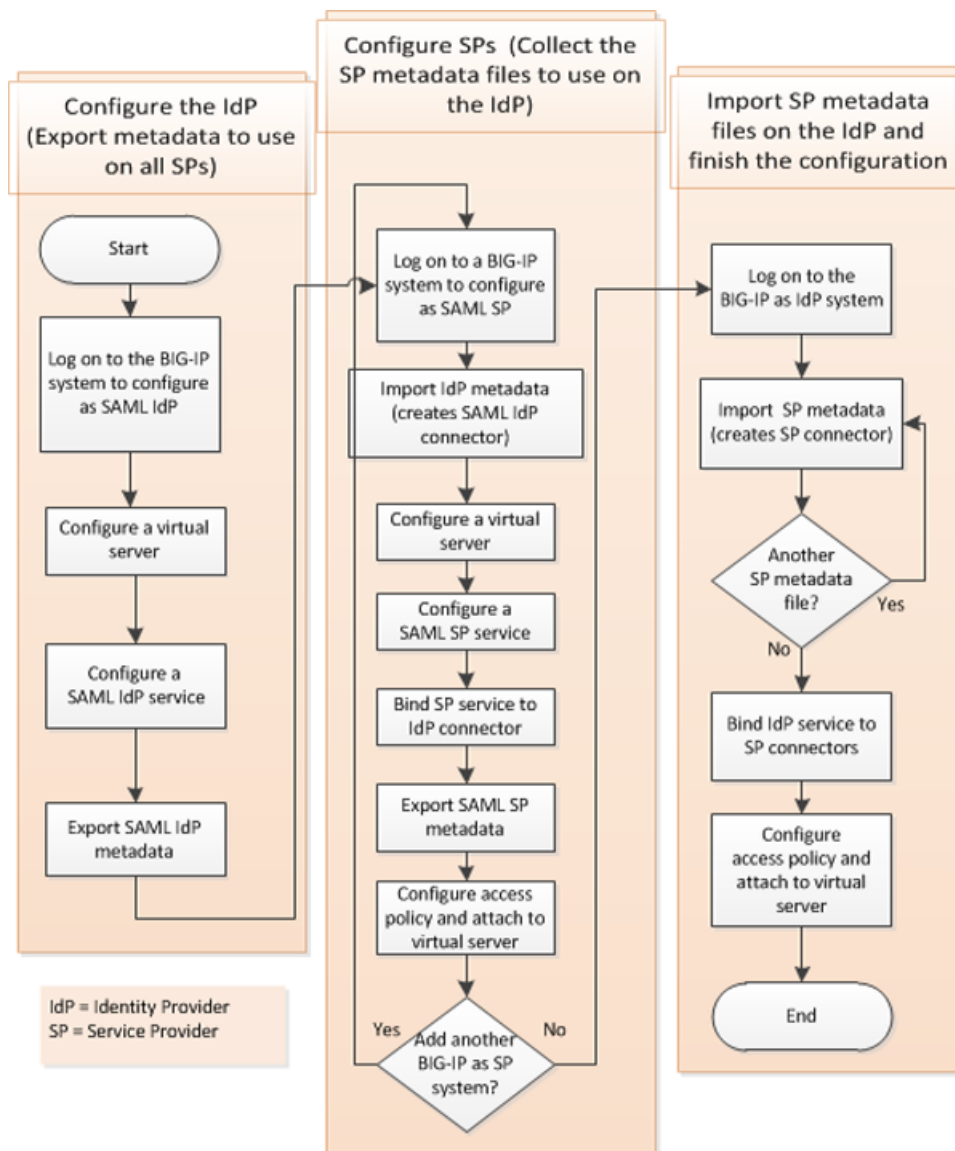 Configure the IdP
(Export metadata to use
on all SPs)
Start
Log on to the BIG-IP
system to configure
as SAML IdP
Configure a virtual
server
Configure a
SAML IdP service
Export SAML IdP
metadata
IdP = Identity Provider
SP = Service Provider
Configure SPs (Collect the
SP metadata files to use on
the IdP)
Log on to a BIG-IP
system to configure
as SAML SP
Import IdP metadata
(creates SAML IdP
connector)
Configure a virtual
server
Configure a
SAML SP service
Bind SP service to
IdP connector
Export SAML SP
metadata
Configure access
policy and attach to
virtual server
Yes
No
Add another
BIG-IP as SP
system?
Import SP metadata
files on the IdP and
finish the configuration
Log on to the
BIG-IP as IdP system
Import SP metadata
(creates SP connector)
Another
SP metadata
file?
Yes
No
Bind IdP service to
SP connectors
Configure
access policy and
attach to virtual
server
End